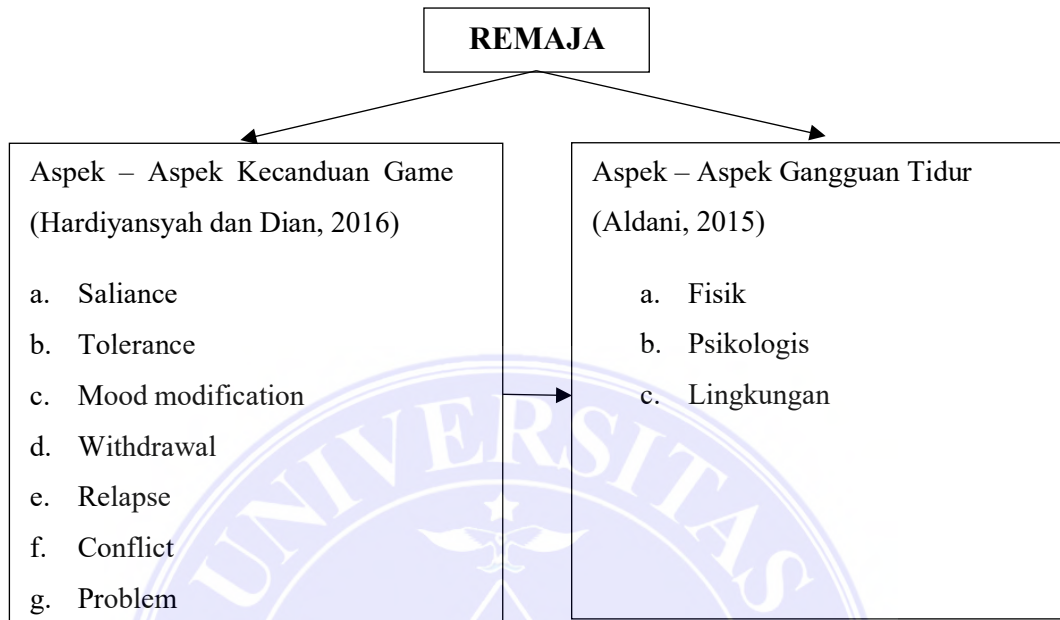 REMAJA
Aspek – Aspek Kecanduan Game
(Hardiyansyah dan Dian, 2016)
a. Saliance
b. Tolerance
c. Mood modification
d. Withdrawal
e. Relapse
f. Conflict
g. Problem
Aspek – Aspek Gangguan Tidur
(Aldani, 2015)
a. Fisik
b. Psikologis
c. Lingkungan
UNIVERSITAS